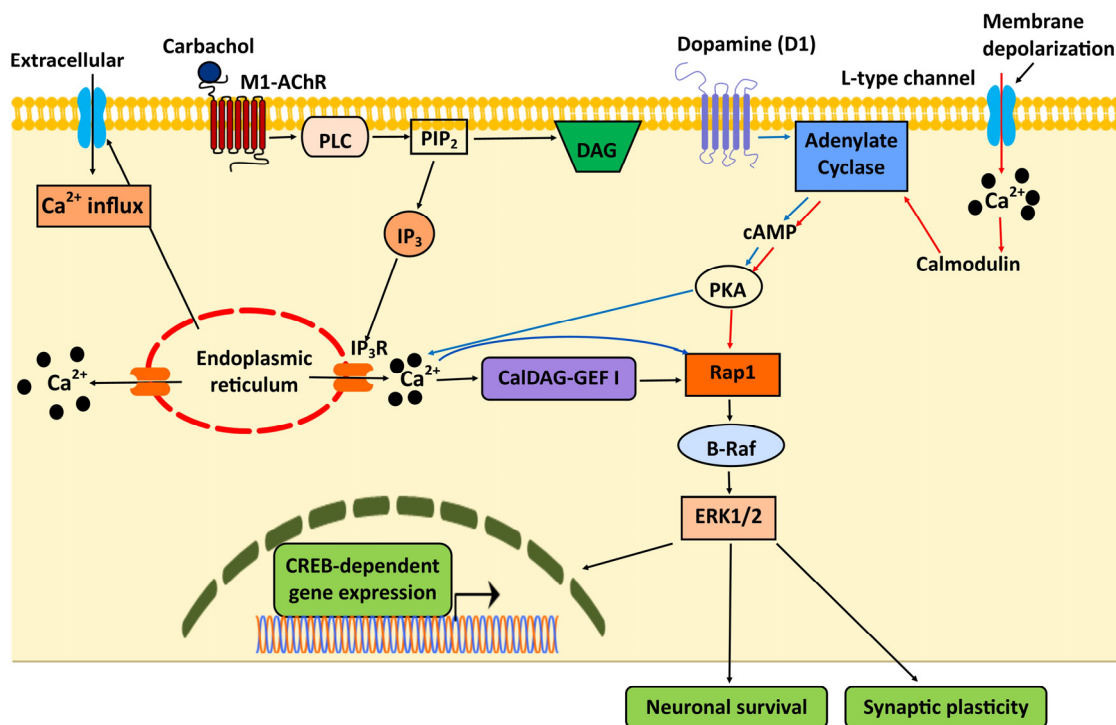 Extracellular
Carbachol
M1-AChR
Dopamine (D1)
Membrane
depolarization
L-type channel
PLC
PIP₂
DAG
Adenylate
Cyclase
Ca²⁺ influx
Ca²⁺
IP₃
cAMP
Calmodulin
PKA
IP₃R
Endoplasmic
reticulum
Ca²⁺
Ca²⁺
CalDAG-GEF I
Rap1
B-Raf
ERK1/2
CREB-dependent
gene expression
Neuronal survival
Synaptic plasticity